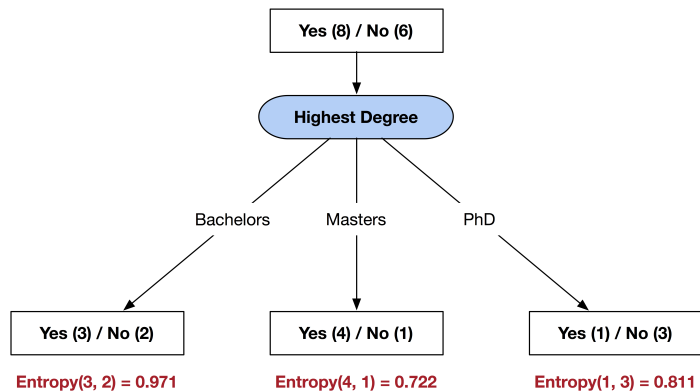 Yes (8) / No (6)
Highest Degree
Bachelors
Masters
PhD
Yes (3) / No (2)
Yes (4) / No (1)
Yes (1) / No (3)
Entropy(3, 2) = 0.971
Entropy(4, 1) = 0.722
Entropy(1, 3) = 0.811